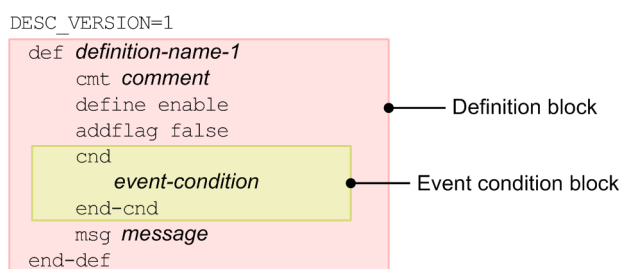 DESC_VERSION=1
def definition-name-1
cmt comment
define enable
addflag false
cnd
event-condition
end-cnd
msg message
end-def
Definition block
Event condition block